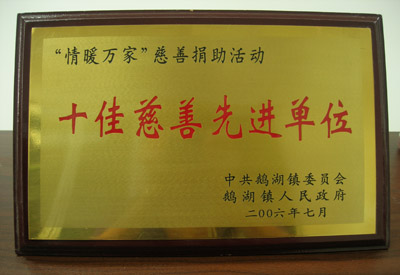 “情暖万家”慈善捐助活动
十佳慈善先进单位
中共鹅湖镇委员会
鹅湖镇人民政府
二00六年七月